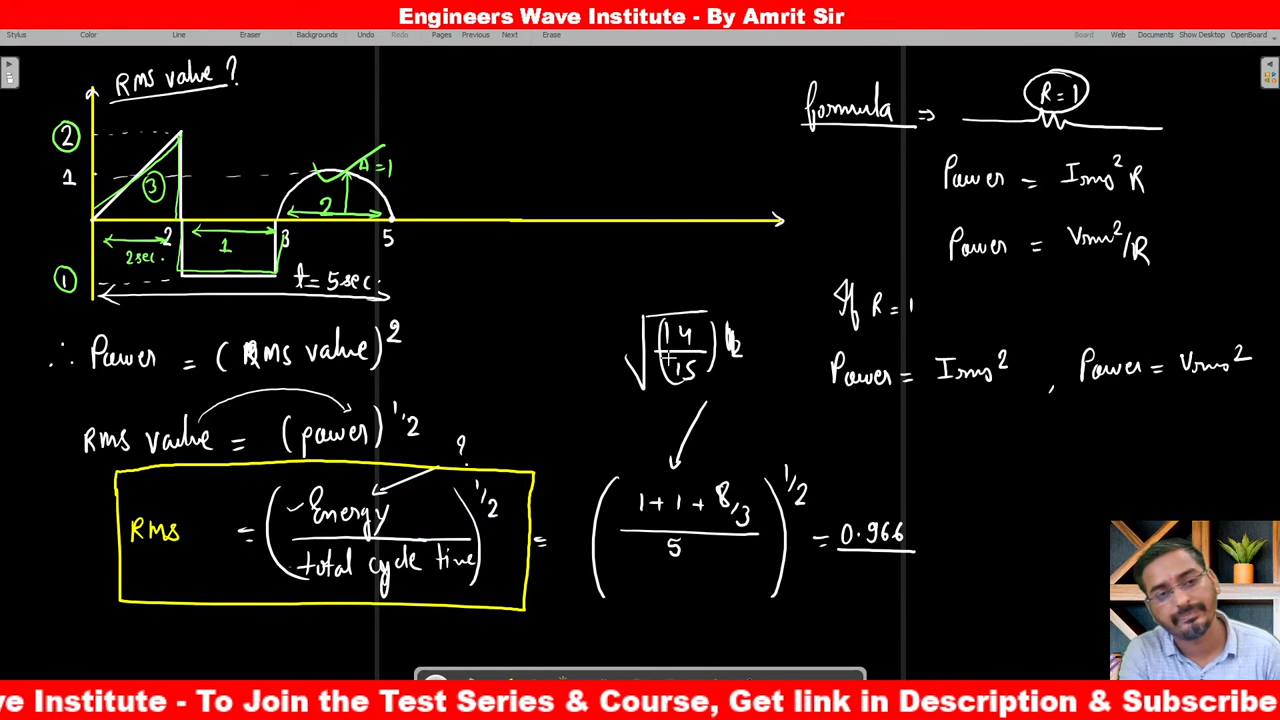 Engineers Wave Institute - By Amrit Sir
Styles Color Line Eraser Backgrounds Undo Redo Pages Previous Next Erase Board Web Documents Show Desktop OpenBoard
RMS value ?
2
1
3
A=1
2
2
1
3
5
2sec.
1
t = 5sec.
∴ Power = (RMS value)²
RMS value = (power)^1/2
?
RMS = (Energy / total cycle time)^1/2 = ((1+1+8/3) / 5)^1/2 = 0.966
√(14/15)
formula ⇒ R=1
Power = Irms² R
Power = Vrms²/R
If R = 1
Power = Irms² , Power = Vrms²
ve Institute - To Join the Test Series & Course, Get link in Description & Subscribe